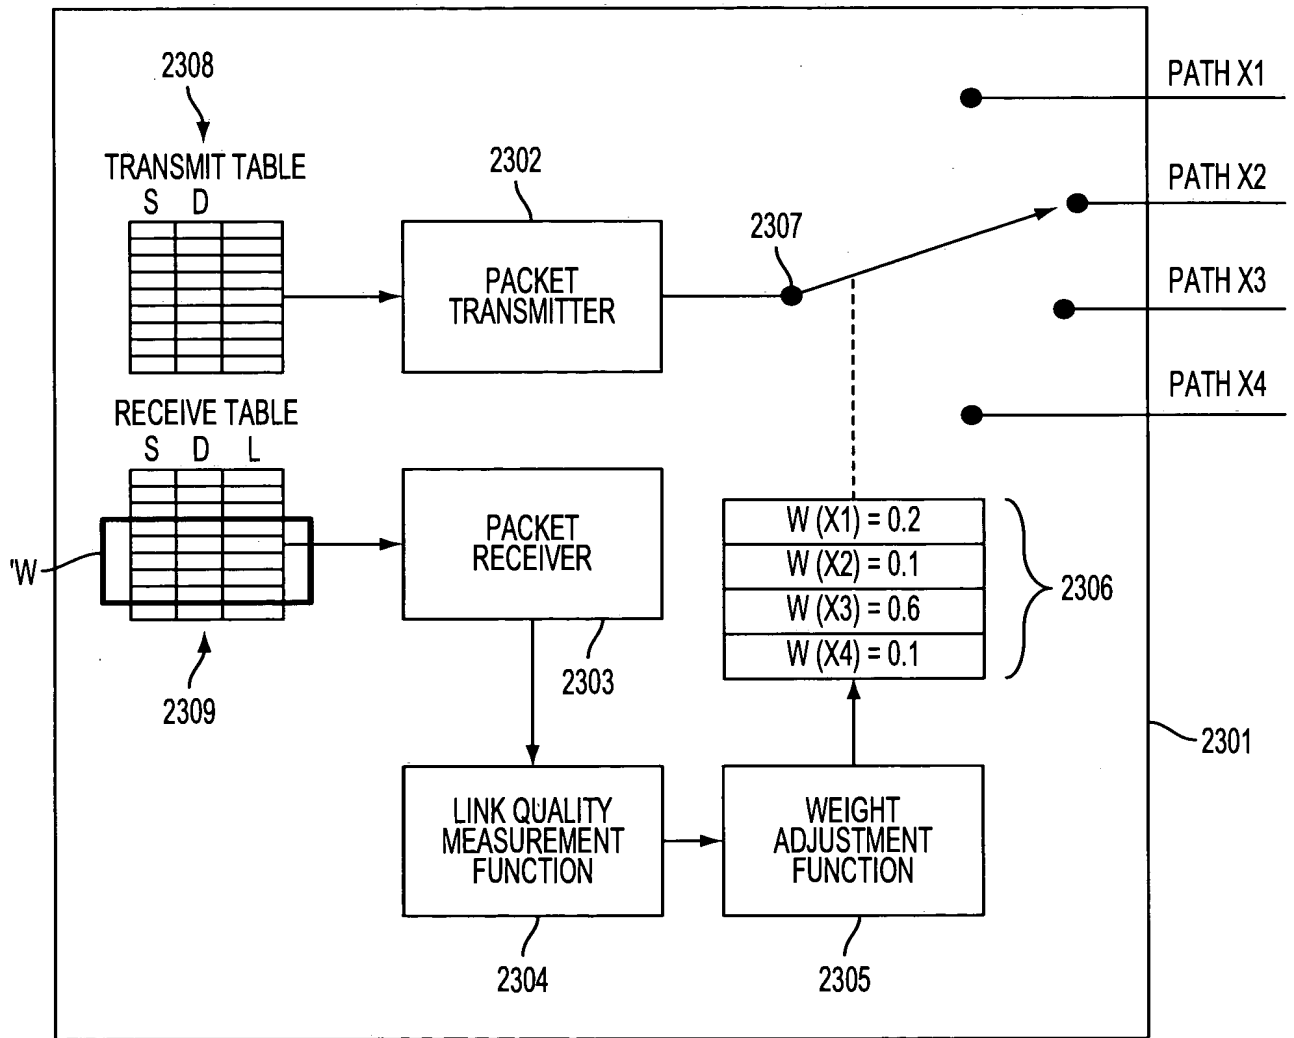 2308
TRANSMIT TABLE
S D
2302
PACKET
TRANSMITTER
2307
PATH X1
PATH X2
PATH X3
PATH X4
RECEIVE TABLE
S D L
'W
2309
PACKET
RECEIVER
2303
W (X1) = 0.2
W (X2) = 0.1
W (X3) = 0.6
W (X4) = 0.1
2306
2301
LINK QUALITY
MEASUREMENT
FUNCTION
2304
WEIGHT
ADJUSTMENT
FUNCTION
2305